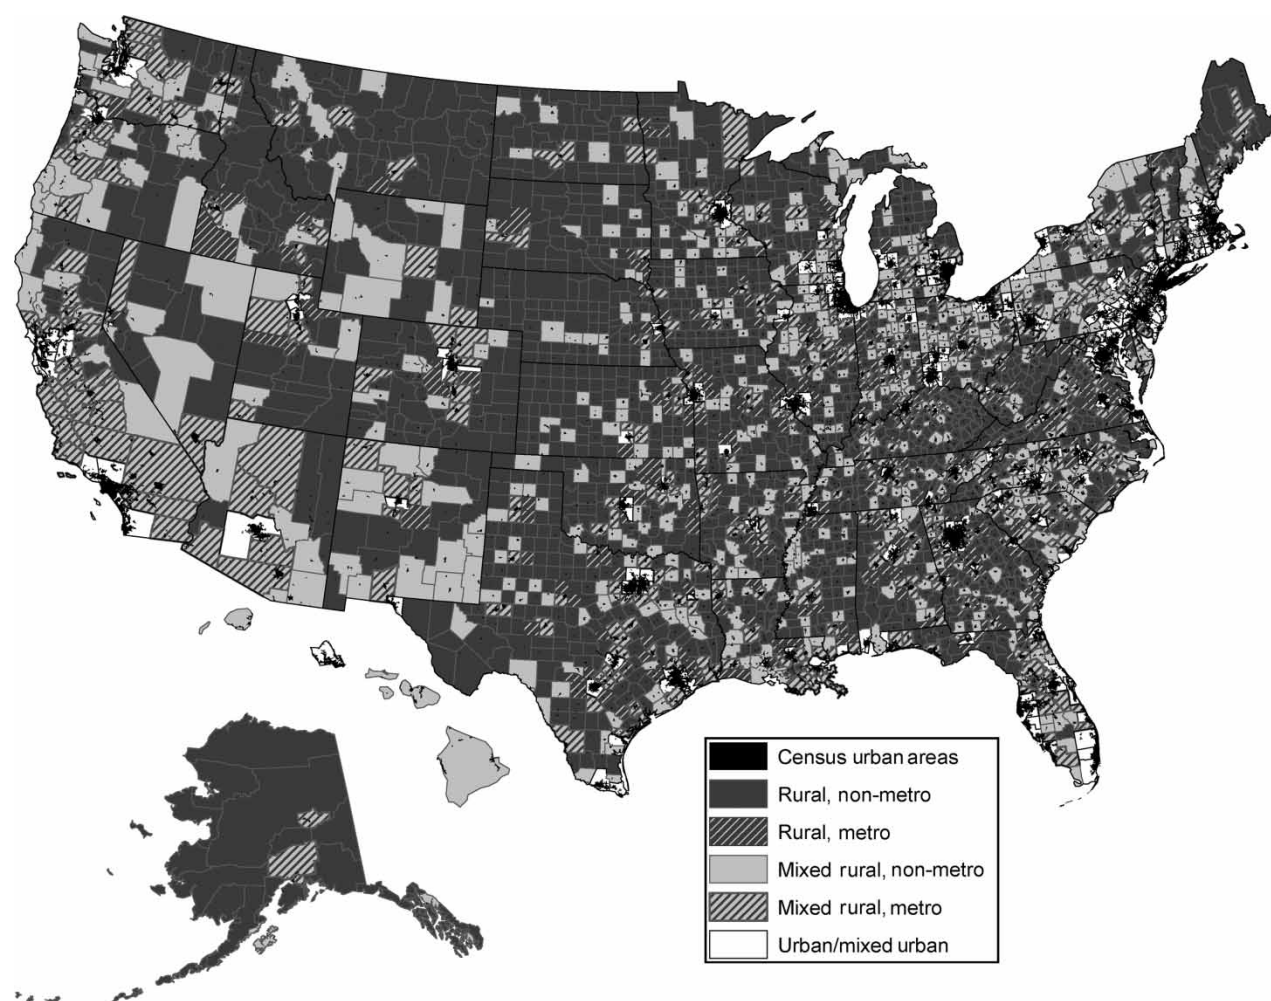 Census urban areas
Rural, non-metro
Rural, metro
Mixed rural, non-metro
Mixed rural, metro
Urban/mixed urban